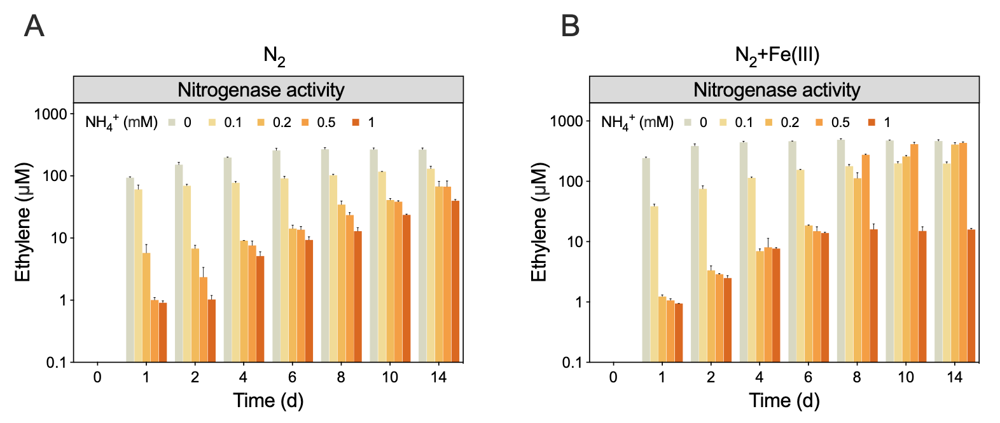 A
N₂
Nitrogenase activity
NH₄⁺ (mM) 0 0.1 0.2 0.5 1
1000
100
10
1
0.1
Ethylene (µM)
0 1 2 4 6 8 10 14
Time (d)
B
N₂+Fe(III)
Nitrogenase activity
NH₄⁺ (mM) 0 0.1 0.2 0.5 1
1000
100
10
1
0.1
Ethylene (µM)
0 1 2 4 6 8 10 14
Time (d)